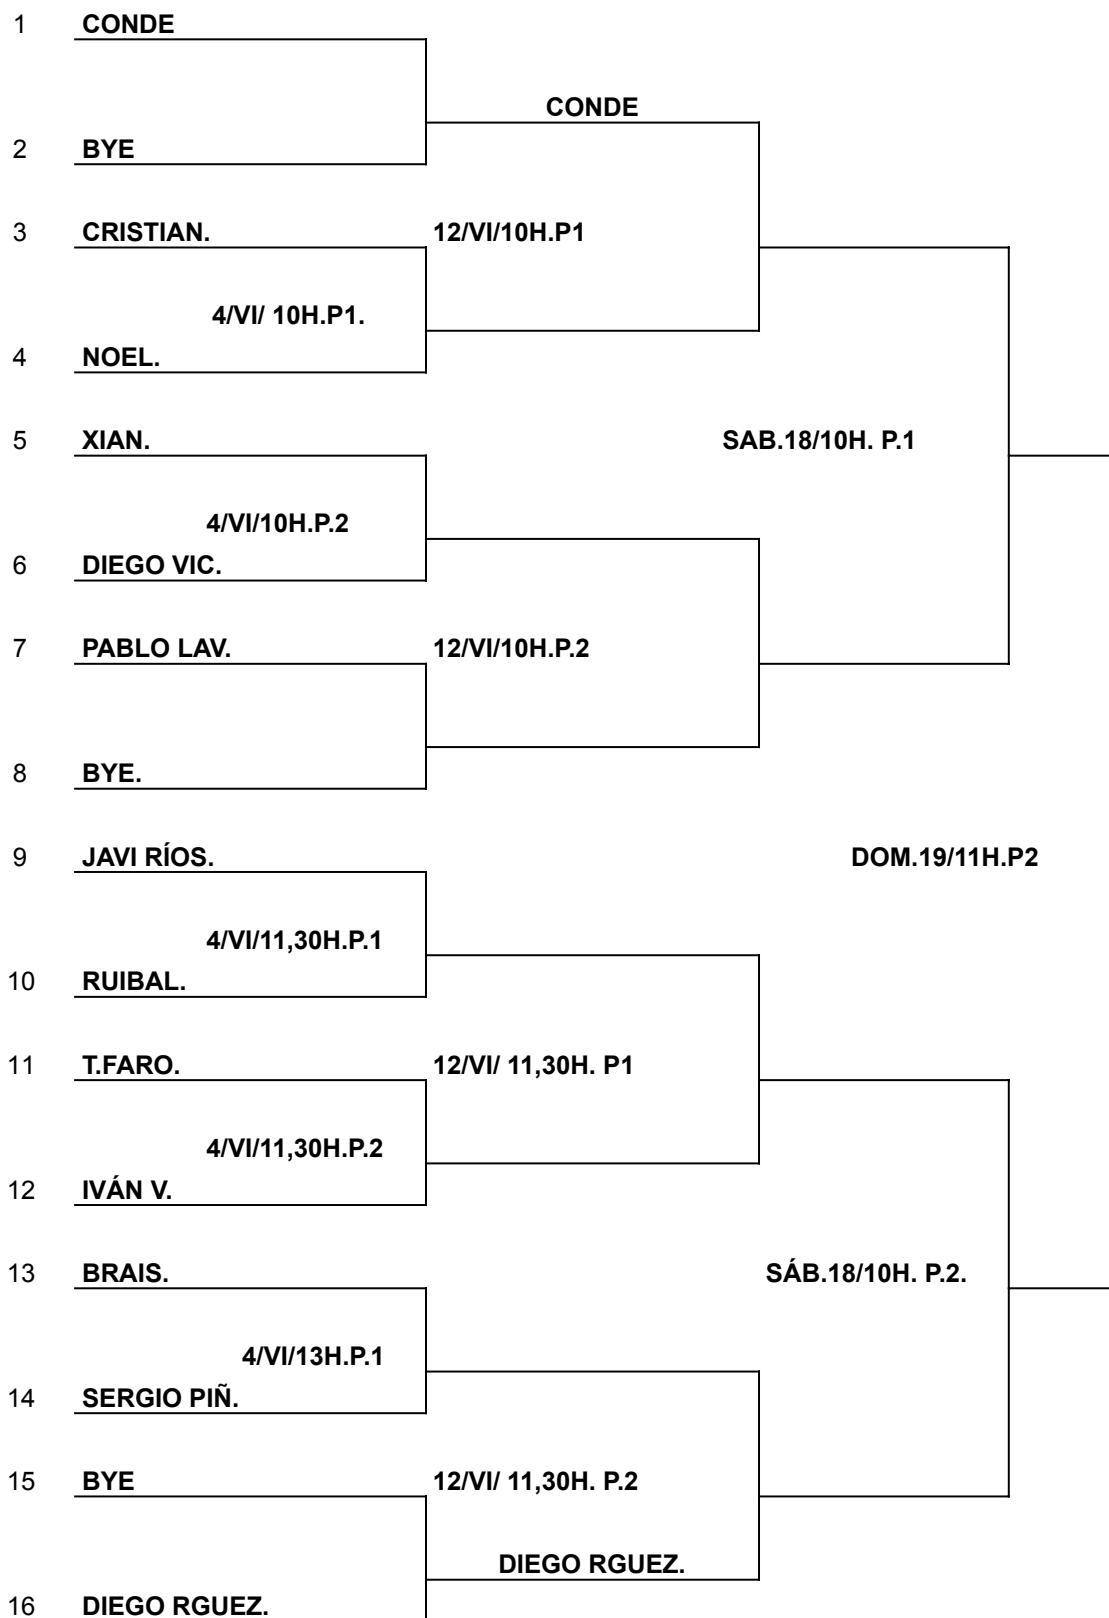 1 CONDE
CONDE
2 BYE
3 CRISTIAN. 12/VI/10H.P1
4/VI/ 10H.P1.
4 NOEL.
5 XIAN. SAB.18/10H. P.1
4/VI/10H.P.2
6 DIEGO VIC.
7 PABLO LAV. 12/VI/10H.P.2
8 BYE.
9 JAVI RÍOS. DOM.19/11H.P2
4/VI/11,30H.P.1
10 RUIBAL.
11 T.FARO. 12/VI/ 11,30H. P1
4/VI/11,30H.P.2
12 IVÁN V.
13 BRAIS. SÁB.18/10H. P.2.
4/VI/13H.P.1
14 SERGIO PIÑ.
15 BYE 12/VI/ 11,30H. P.2
DIEGO RGUEZ.
16 DIEGO RGUEZ.